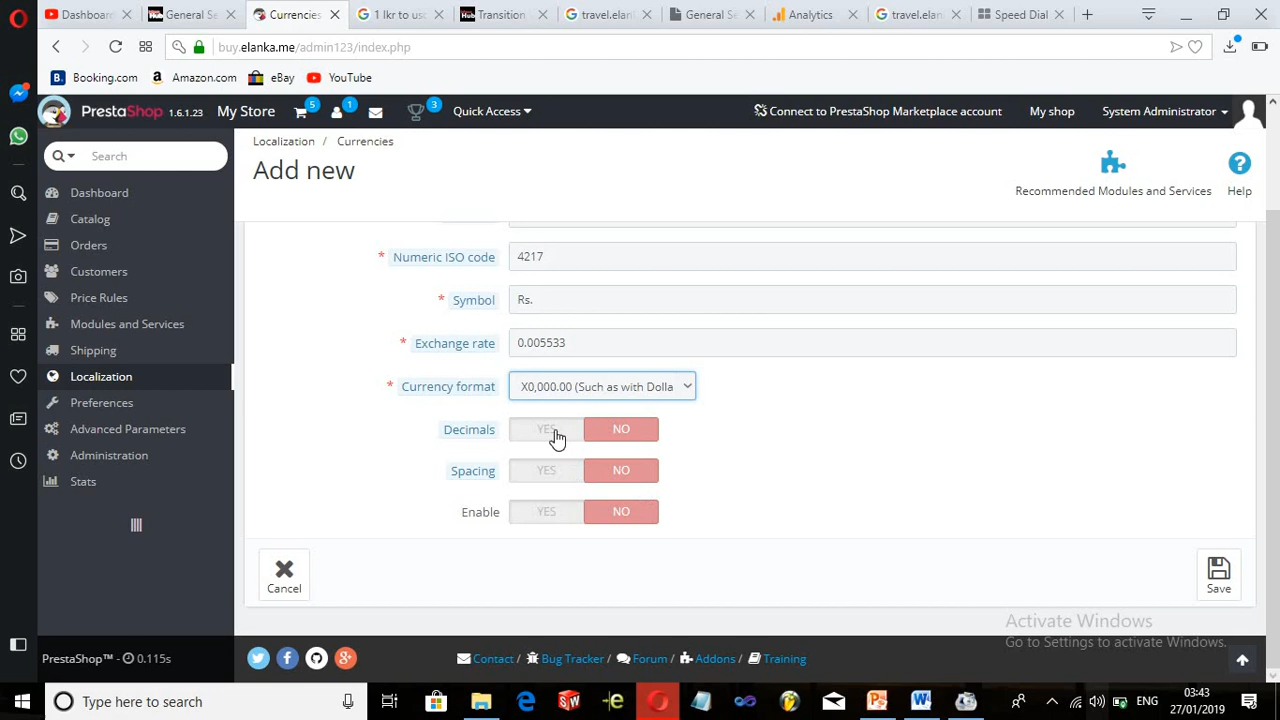 Dashboard
General Se
Currencies
1 lkr to usd
Transition
travel.elan
General Se
Analytics
travel.elan
Speed Dial
buy.elanka.me/admin123/index.php
Booking.com
Amazon.com
eBay
YouTube
PrestaShop 1.6.1.23
My Store
5
1
3
Quick Access
Connect to PrestaShop Marketplace account
My shop
System Administrator
Search
Localization / Currencies
Add new
Recommended Modules and Services
Help
Dashboard
Catalog
Orders
Customers
Price Rules
Modules and Services
Shipping
Localization
Preferences
Advanced Parameters
Administration
Stats
* Numeric ISO code 4217
* Symbol Rs.
* Exchange rate 0.005533
* Currency format X0,000.00 (Such as with Dolla
Decimals YES NO
Spacing YES NO
Enable YES NO
Cancel
Save
Activate Windows
Go to Settings to activate Windows.
PrestaShop™ - 0.115s
Contact / Bug Tracker / Forum / Addons / Training
Type here to search
ENG
03:43
27/01/2019